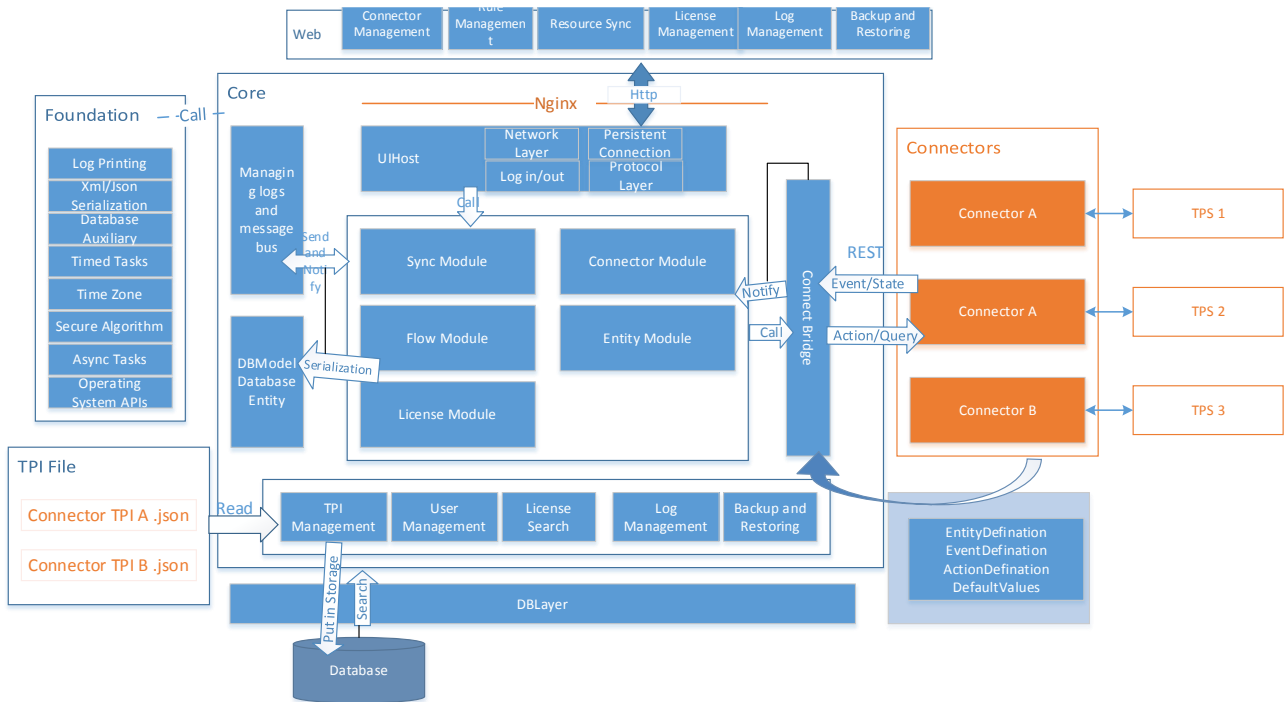 Web
Connector
Management
Rule
Managemen
t
Resource Sync
License
Management
Log
Management
Backup and
Restoring
Http
Core
Nginx
Foundation
Call
Log Printing
Xml/Json
Serialization
Database
Auxiliary
Timed Tasks
Time Zone
Secure Algorithm
Async Tasks
Operating
System APIs
Managin
g logs
and
message
bus
UIHost
Network
Layer
Persistent
Connection
Log in/out
Protocol
Layer
Call
Send
and
Noti
fy
Sync Module
Connector Module
Flow Module
Entity Module
License Module
Serialization
DBModel
Database
Entity
Notify
Call
Connect Bridge
REST
Event/State
Action/Query
Connectors
Connector A
Connector A
Connector B
TPS 1
TPS 2
TPS 3
TPI File
Connector TPI A .json
Connector TPI B .json
Read
TPI
Management
User
Management
License
Search
Log
Management
Backup and
Restoring
EntityDefination
EventDefination
ActionDefination
DefaultValues
Put in Storage
Search
DBLayer
Database